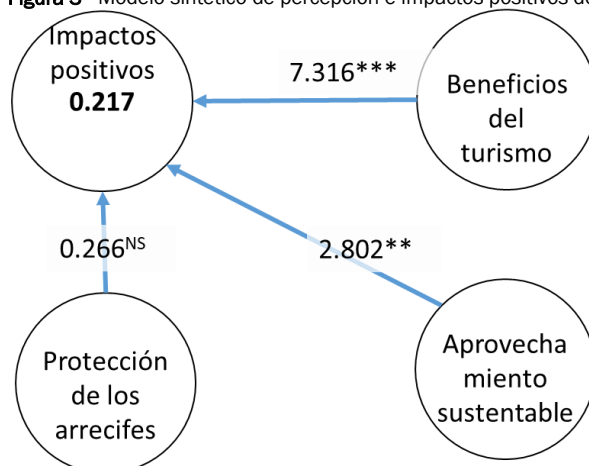 Figura 3 Modelo sintético de percepción e impactos positivos de
Impactos
positivos
0.217
7.316***
Beneficios
del
turismo
0.266NS
2.802**
Protección
de los
arrecifes
Aprovecha
miento
sustentable